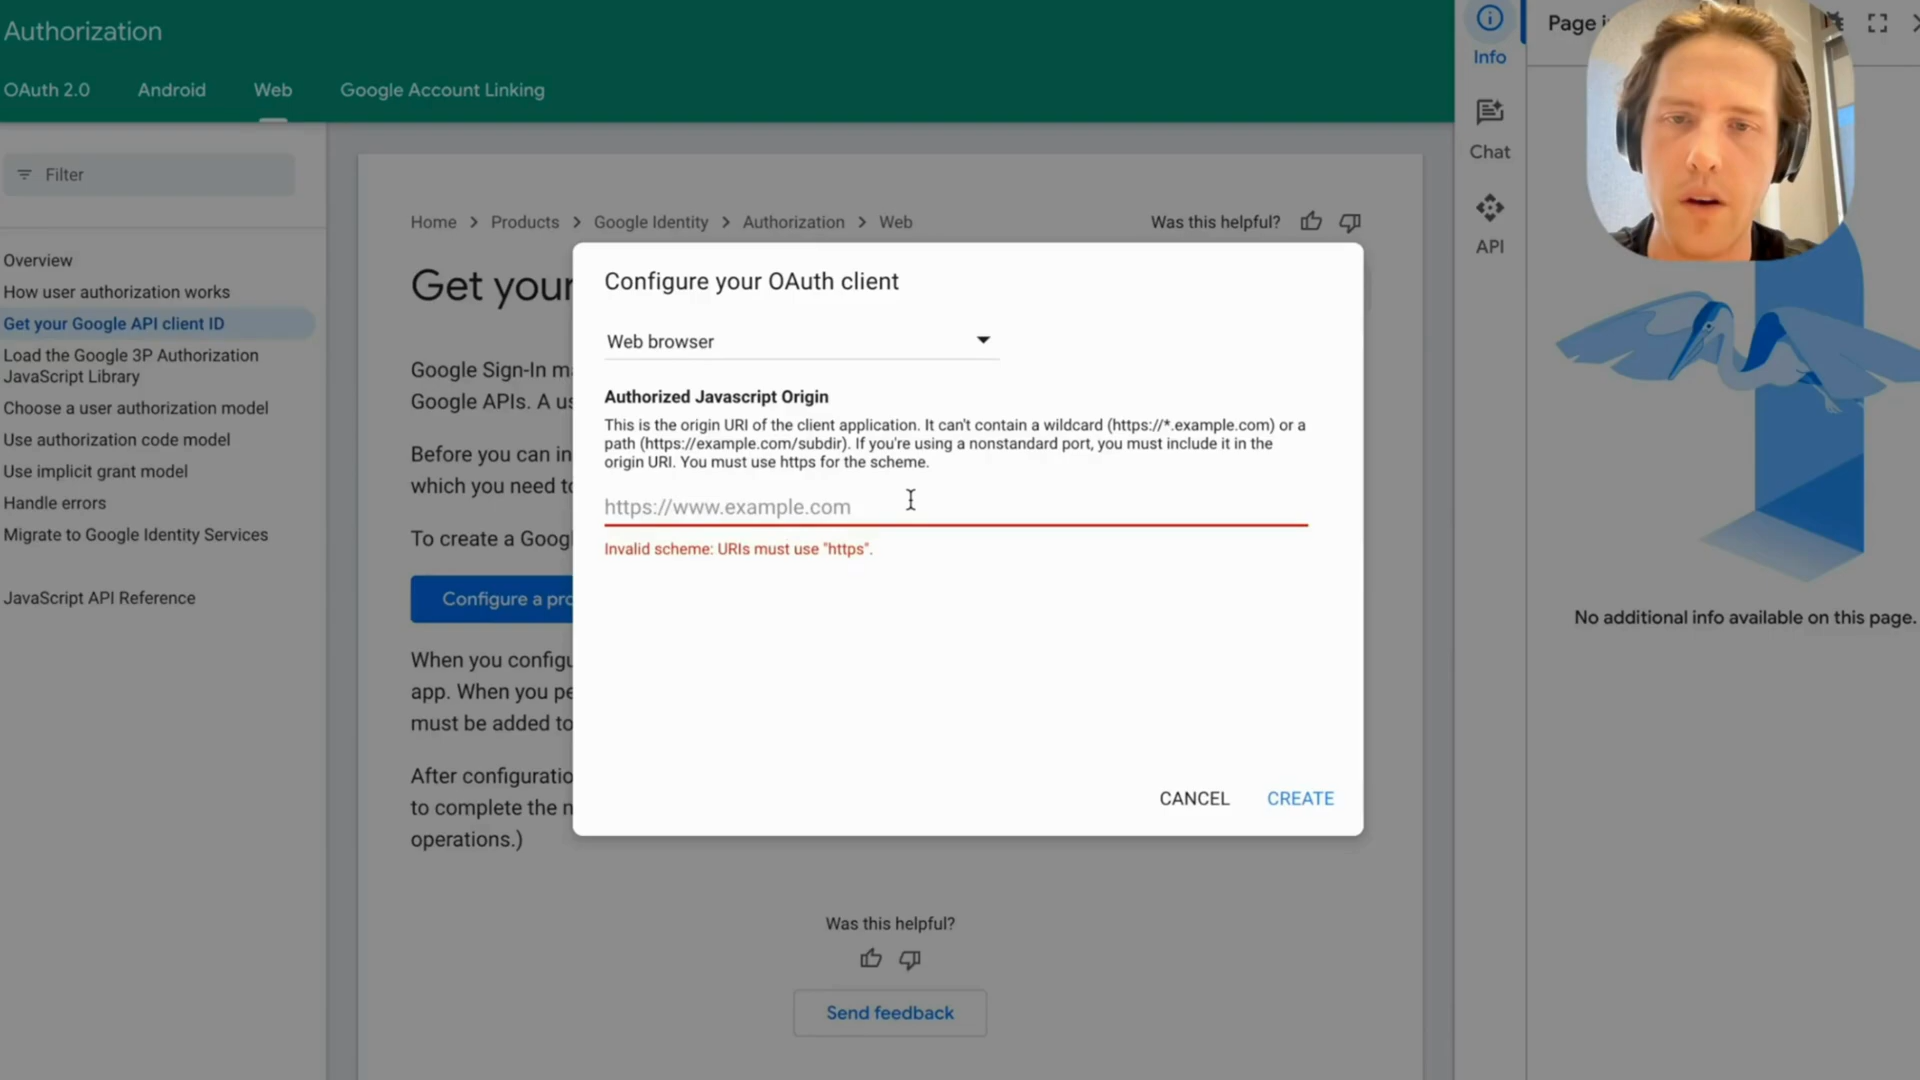 Authorization
OAuth 2.0
Android
Web
Google Account Linking
Filter
Overview
How user authorization works
Get your Google API client ID
Load the Google 3P Authorization
JavaScript Library
Choose a user authorization model
Use authorization code model
Use implicit grant model
Handle errors
Migrate to Google Identity Services
JavaScript API Reference
Home > Products > Google Identity > Authorization > Web
Was this helpful?
Get your
Google Sign-In
Google APIs. A
Before you can in
which you need
To create a
Configure a
When you
app. When you
must be added to
After
to complete the
operations.)
Configure your OAuth client
Web browser
Authorized Javascript Origin
This is the origin URI of the client application. It can't contain a wildcard (https://*.example.com) or a
path (https://example.com/subdir). If you're using a nonstandard port, you must include it in the
origin URI. You must use https for the scheme.
https://www.example.com
Invalid scheme: URIs must use "https".
CANCEL
CREATE
Was this helpful?
Send feedback
Info
Chat
API
Page
No additional info available on this page.